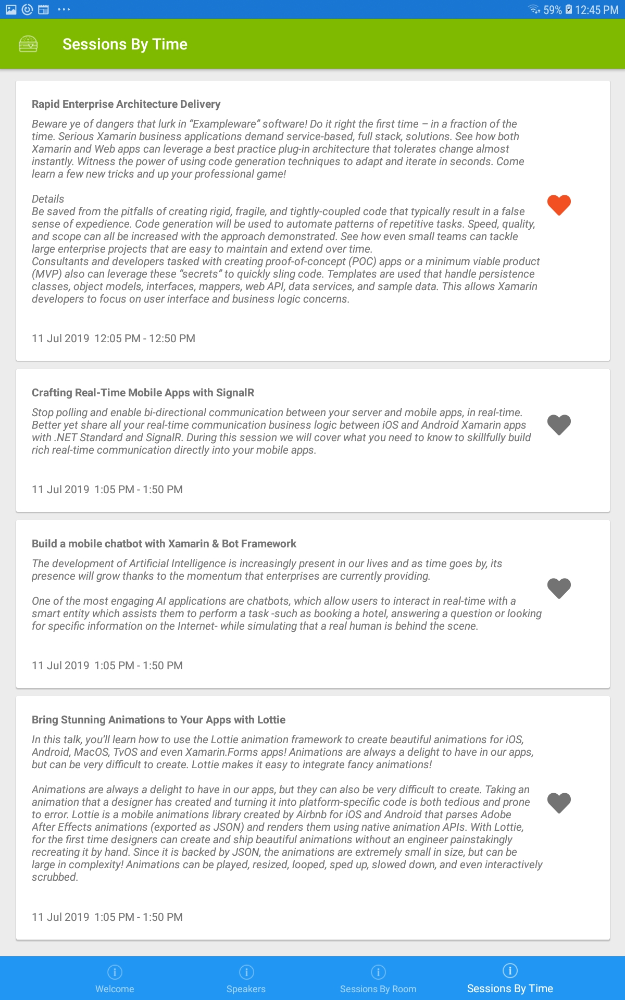 59% 12:45 PM
Sessions By Time
Rapid Enterprise Architecture Delivery
Beware ye of dangers that lurk in “Exampleware” software! Do it right the first time – in a fraction of the
time. Serious Xamarin business applications demand service-based, full stack, solutions. See how both
Xamarin and Web apps can leverage a best practice plug-in architecture that tolerates change almost
instantly. Witness the power of using code generation techniques to adapt and iterate in seconds. Come
learn a few new tricks and up your professional game!
Details
Be saved from the pitfalls of creating rigid, fragile, and tightly-coupled code that typically result in a false
sense of expedience. Code generation will be used to automate patterns of repetitive tasks. Speed, quality,
and scope can all be increased with the approach demonstrated. See how even small teams can tackle
large enterprise projects that are easy to maintain and extend over time.
Consultants and developers tasked with creating proof-of-concept (POC) apps or a minimum viable product
(MVP) also can leverage these “secrets” to quickly sling code. Templates are used that handle persistence
classes, object models, interfaces, mappers, web API, data services, and sample data. This allows Xamarin
developers to focus on user interface and business logic concerns.
11 Jul 2019 12:05 PM - 12:50 PM
Crafting Real-Time Mobile Apps with SignalR
Stop polling and enable bi-directional communication between your server and mobile apps, in real-time.
Better yet share all your real-time communication business logic between iOS and Android Xamarin apps
with .NET Standard and SignalR. During this session we will cover what you need to know to skillfully build
rich real-time communication directly into your mobile apps.
11 Jul 2019 1:05 PM - 1:50 PM
Build a mobile chatbot with Xamarin & Bot Framework
The development of Artificial Intelligence is increasingly present in our lives and as time goes by, its
presence will grow thanks to the momentum that enterprises are currently providing.
One of the most engaging AI applications are chatbots, which allow users to interact in real-time with a
smart entity which assists them to perform a task -such as booking a hotel, answering a question or looking
for specific information on the Internet- while simulating that a real human is behind the scene.
11 Jul 2019 1:05 PM - 1:50 PM
Bring Stunning Animations to Your Apps with Lottie
In this talk, you’ll learn how to use the Lottie animation framework to create beautiful animations for iOS,
Android, MacOS, TvOS and even Xamarin.Forms apps! Animations are always a delight to have in our apps,
but can be very difficult to create. Lottie makes it easy to integrate fancy animations!
Animations are always a delight to have in our apps, but they can also be very difficult to create. Taking an
animation that a designer has created and turning it into platform-specific code is both tedious and prone
to error. Lottie is a mobile animations library created by Airbnb for iOS and Android that parses Adobe
After Effects animations (exported as JSON) and renders them using native animation APIs. With Lottie,
for the first time designers can create and ship beautiful animations without an engineer painstakingly
recreating it by hand. Since it is backed by JSON, the animations are extremely small in size, but can be
large in complexity! Animations can be played, resized, looped, sped up, slowed down, and even interactively
scrubbed.
11 Jul 2019 1:05 PM - 1:50 PM
Welcome
Speakers
Sessions By Room
Sessions By Time